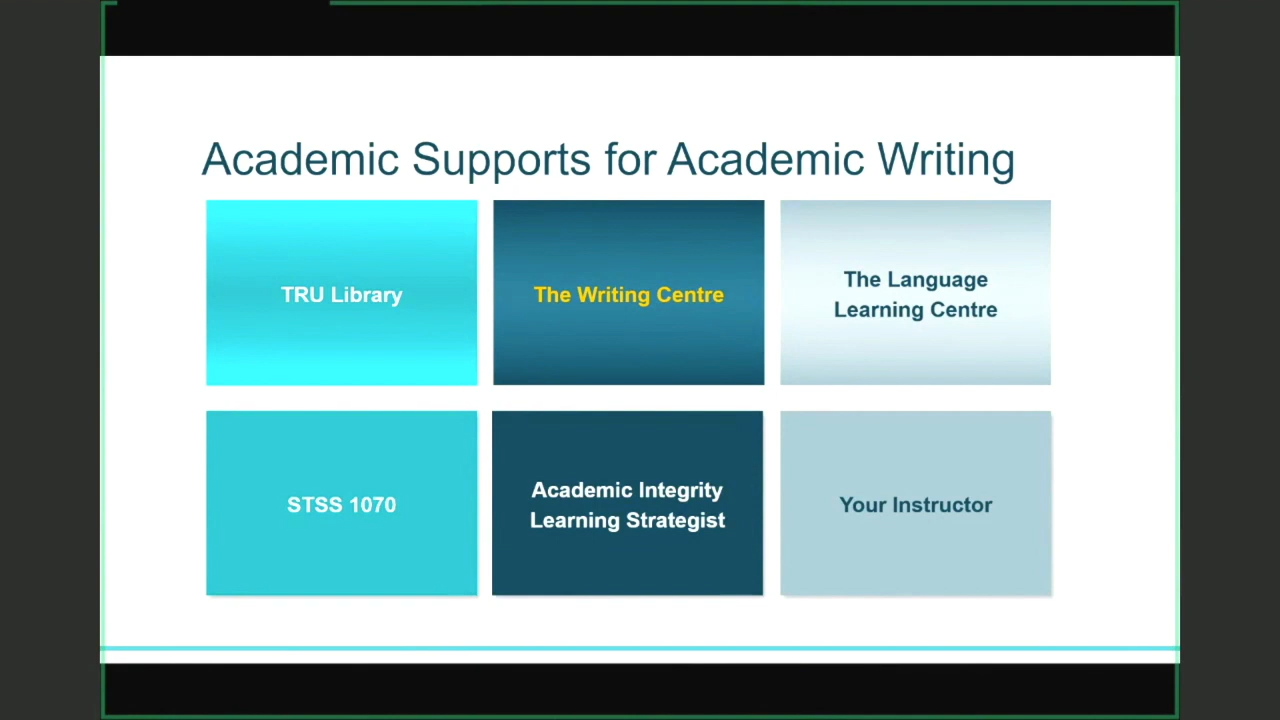 Academic Supports for Academic Writing
TRU Library
The Writing Centre
The Language
Learning Centre
STSS 1070
Academic Integrity
Learning Strategist
Your Instructor